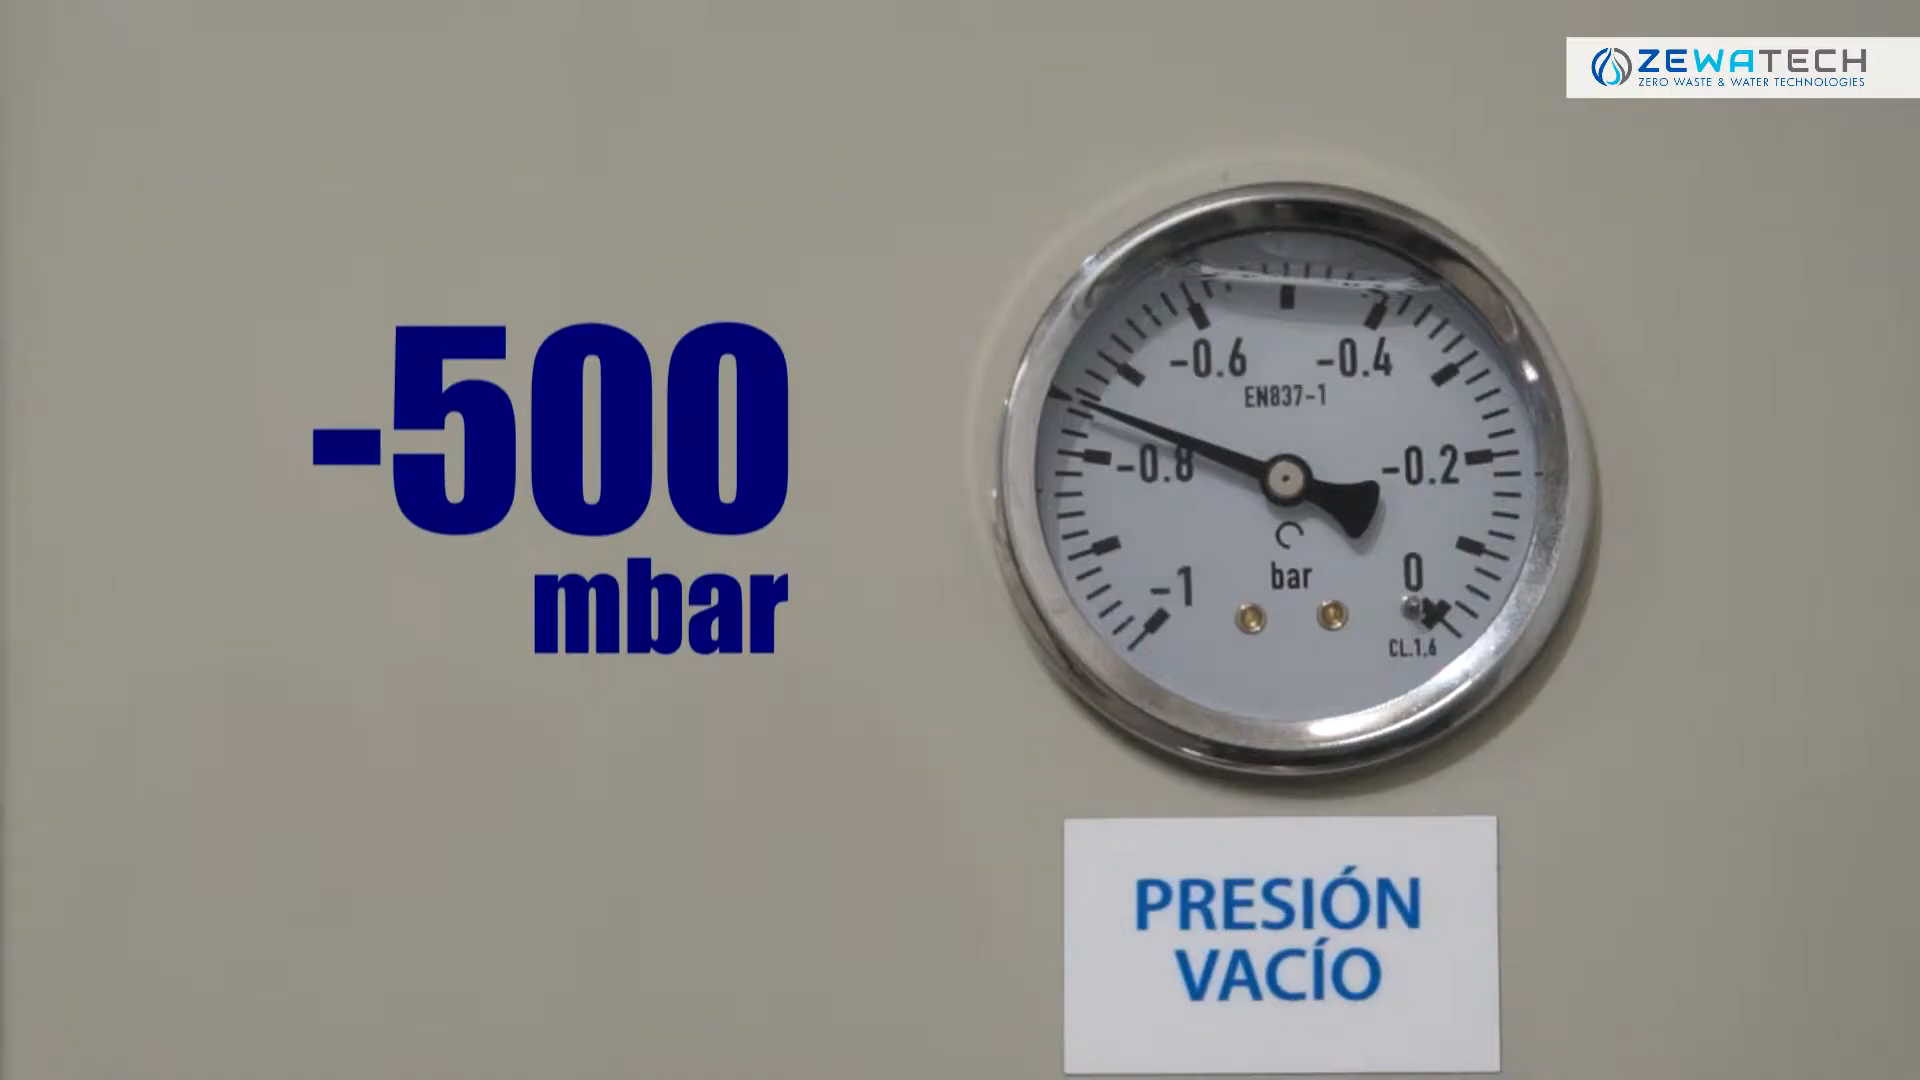 ZEWATECH
ZERO WASTE & WATER TECHNOLOGIES
-500
mbar
-0.6 -0.4
EN837-1
-0.8 -0.2
bar
-1 0
CL.1,6
PRESIÓN
VACÍO